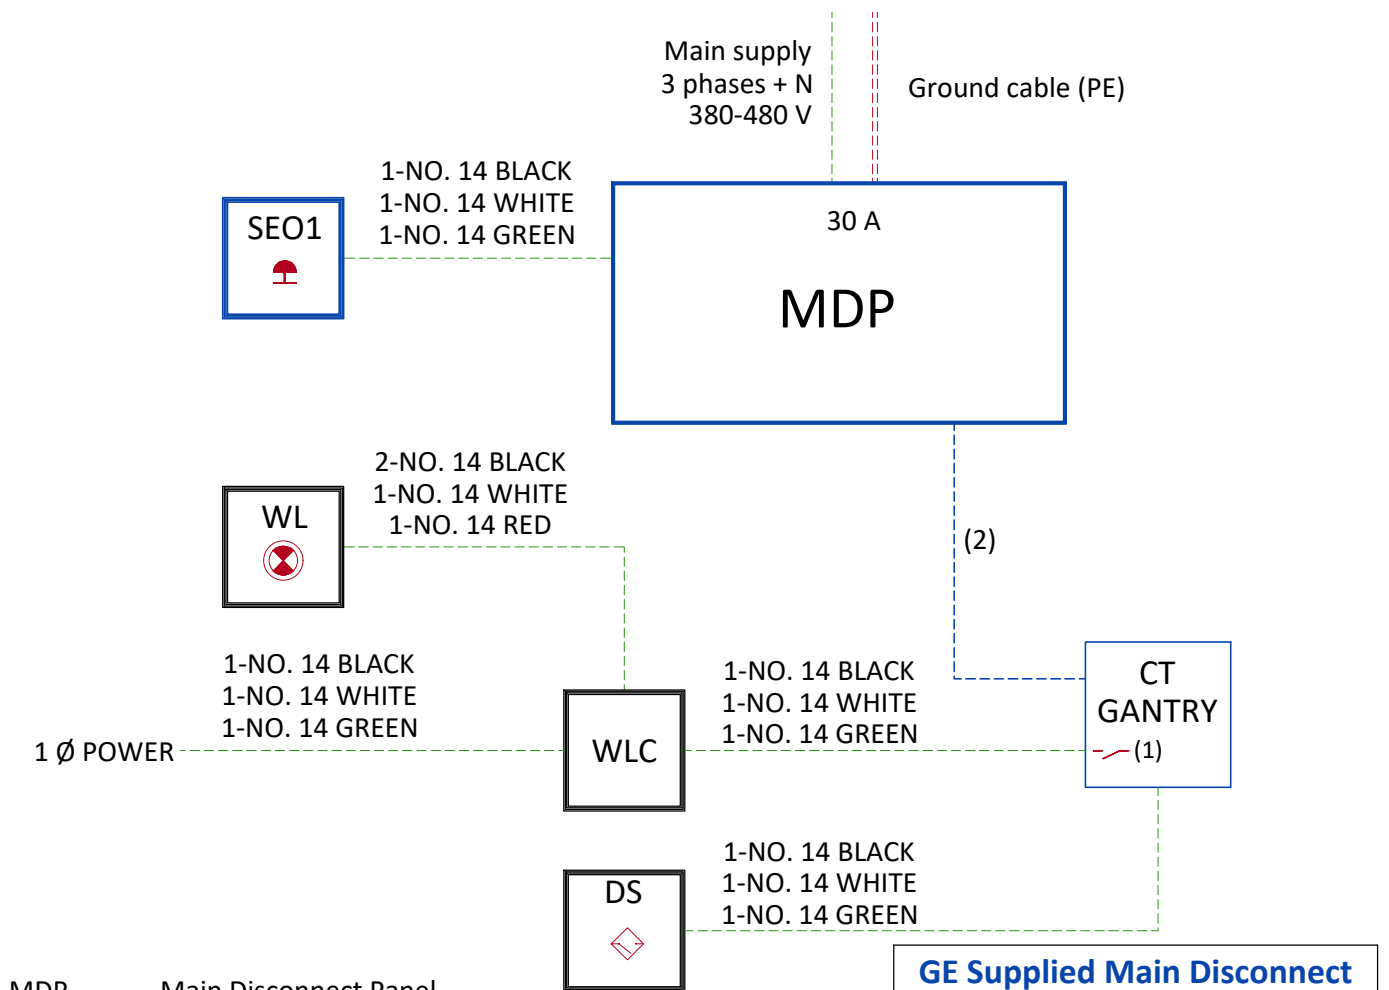 Main supply
3 phases + N
380-480 V
Ground cable (PE)
1-NO. 14 BLACK
1-NO. 14 WHITE
1-NO. 14 GREEN
SEO1
30 A
MDP
2-NO. 14 BLACK
1-NO. 14 WHITE
1-NO. 14 RED
WL
(2)
1-NO. 14 BLACK
1-NO. 14 WHITE
1-NO. 14 GREEN
1 Ø POWER
WLC
1-NO. 14 BLACK
1-NO. 14 WHITE
1-NO. 14 GREEN
CT
GANTRY
(1)
DS
1-NO. 14 BLACK
1-NO. 14 WHITE
1-NO. 14 GREEN
GE Supplied Main Disconnect
MDP Main Disconnect Panel